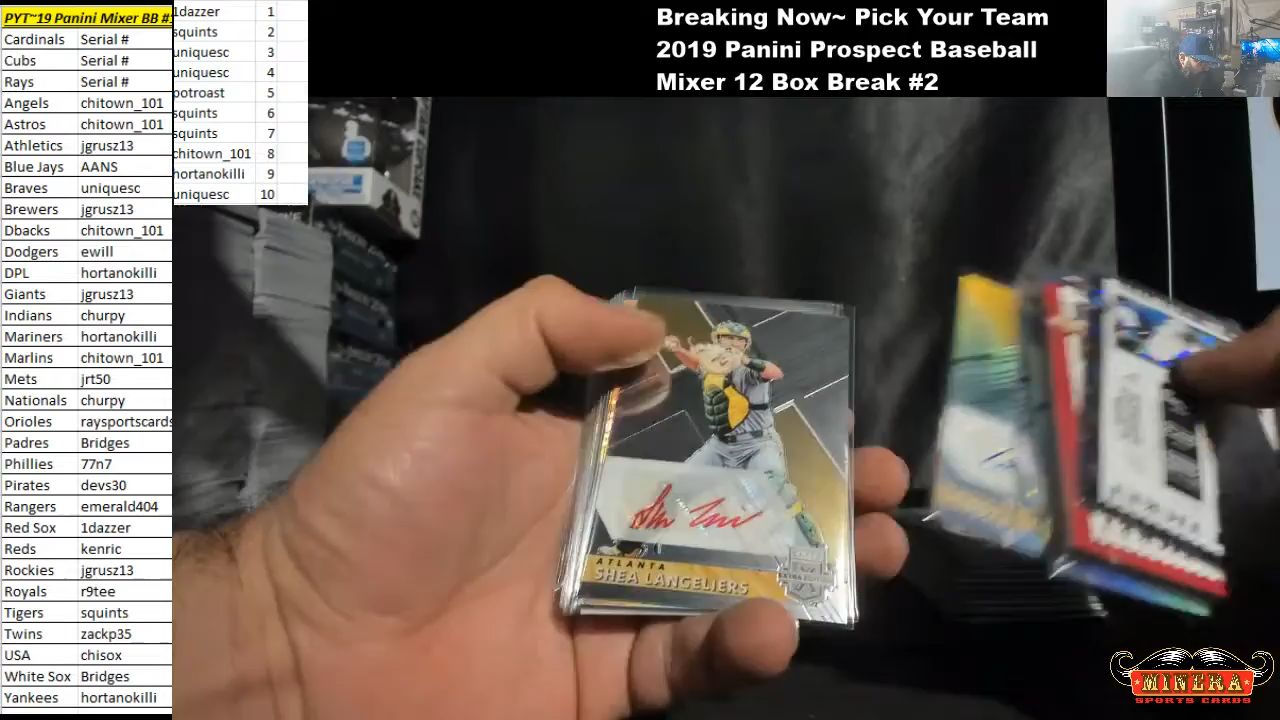 PYT~19 Panini Mixer BB #
Cardinals Serial #
Cubs Serial #
Rays Serial #
Angels chitown_101
Astros chitown_101
Athletics jgrusz13
Blue Jays AANS
Braves uniquesc
Brewers jgrusz13
Dbacks chitown_101
Dodgers ewill
DPL hortanokilli
Giants jgrusz13
Indians churpy
Mariners hortanokilli
Marlins chitown_101
Mets jrt50
Nationals churpy
Orioles raysportscards
Padres Bridges
Phillies 77n7
Pirates devs30
Rangers emerald404
Red Sox 1dazzer
Reds kenric
Rockies jgrusz13
Royals r9tee
Tigers squints
Twins zackp35
USA chisox
White Sox Bridges
Yankees hortanokilli
1dazzer 1
squints 2
uniquesc 3
uniquesc 4
potroast 5
squints 6
squints 7
chitown_101 8
hortanokilli 9
uniquesc 10
Breaking Now~ Pick Your Team
2019 Panini Prospect Baseball
Mixer 12 Box Break #2
ATLANTA
SHEA LANGELIERS
MINERA
SPORTS CARDS